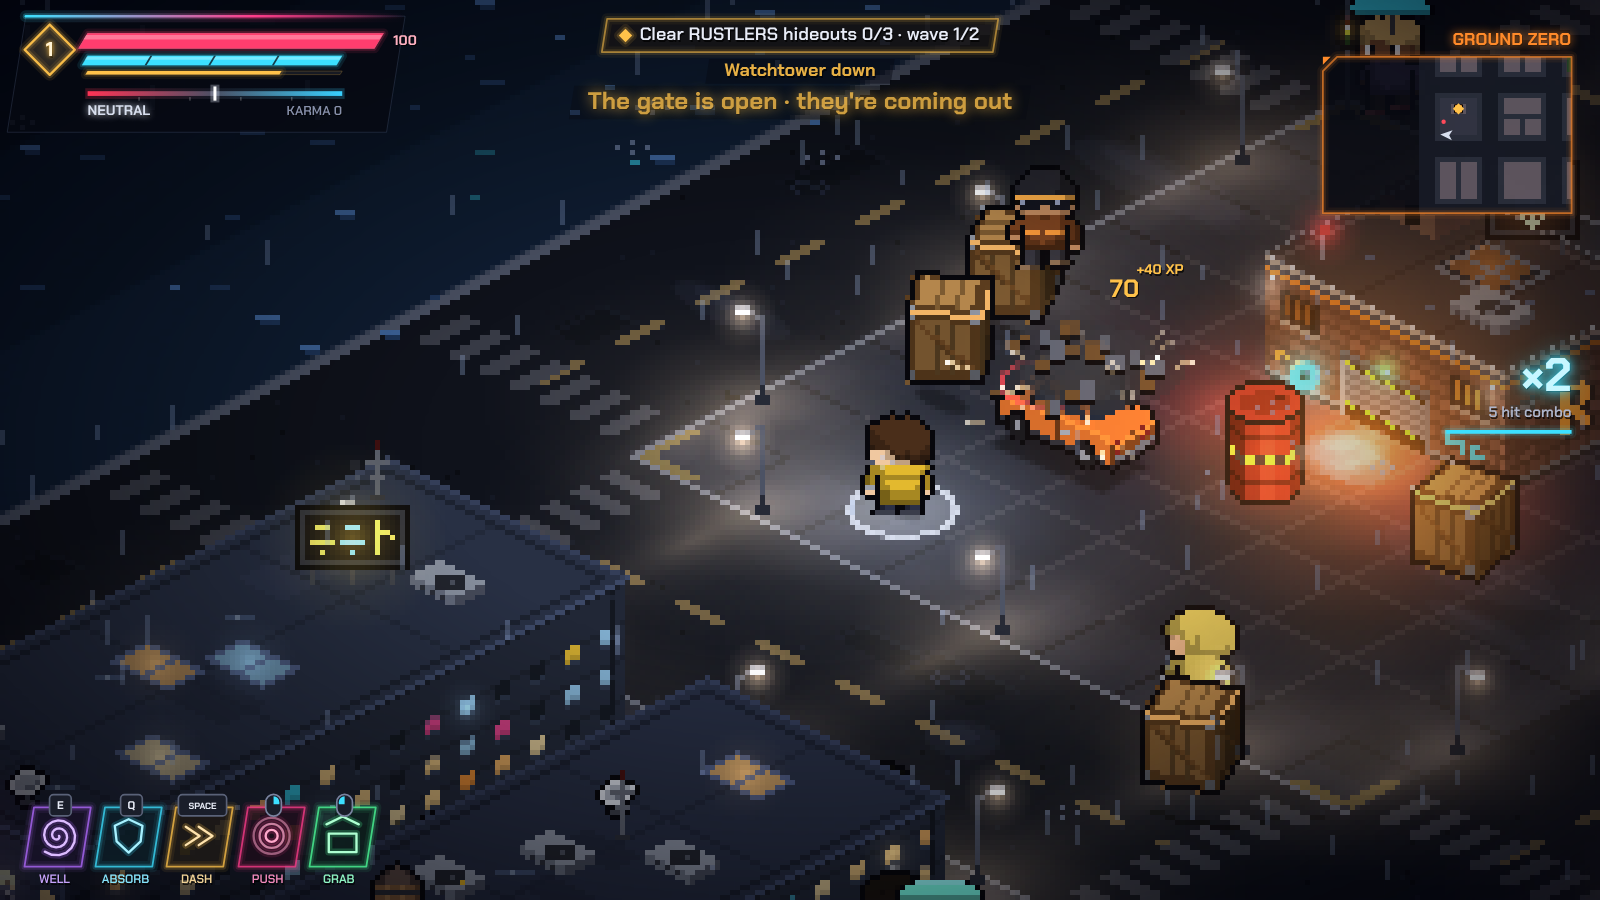 1
100
NEUTRAL
KARMA 0
Clear RUSTLERS hideouts 0/3 · wave 1/2
Watchtower down
The gate is open · they're coming out
GROUND ZERO
+40 XP
70
×2
5 hit combo
E
Q
SPACE
WELL
ABSORB
DASH
PUSH
GRAB